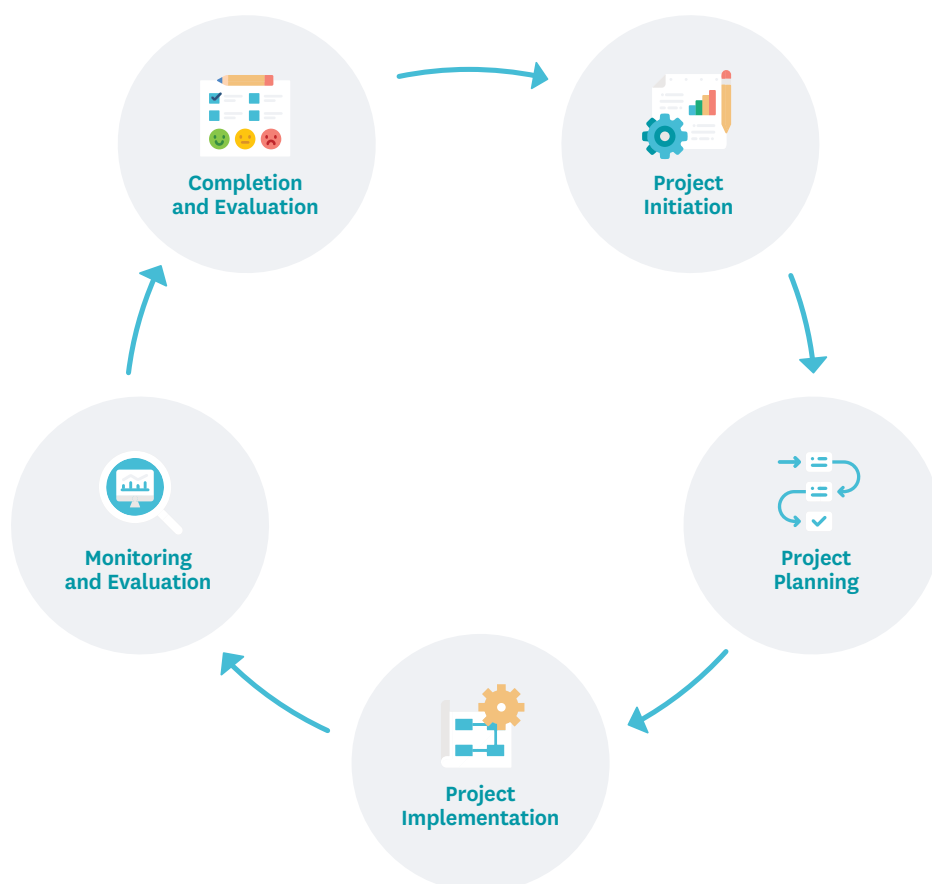 Completion
and Evaluation
Project
Initiation
Monitoring
and Evaluation
Project
Planning
Project
Implementation